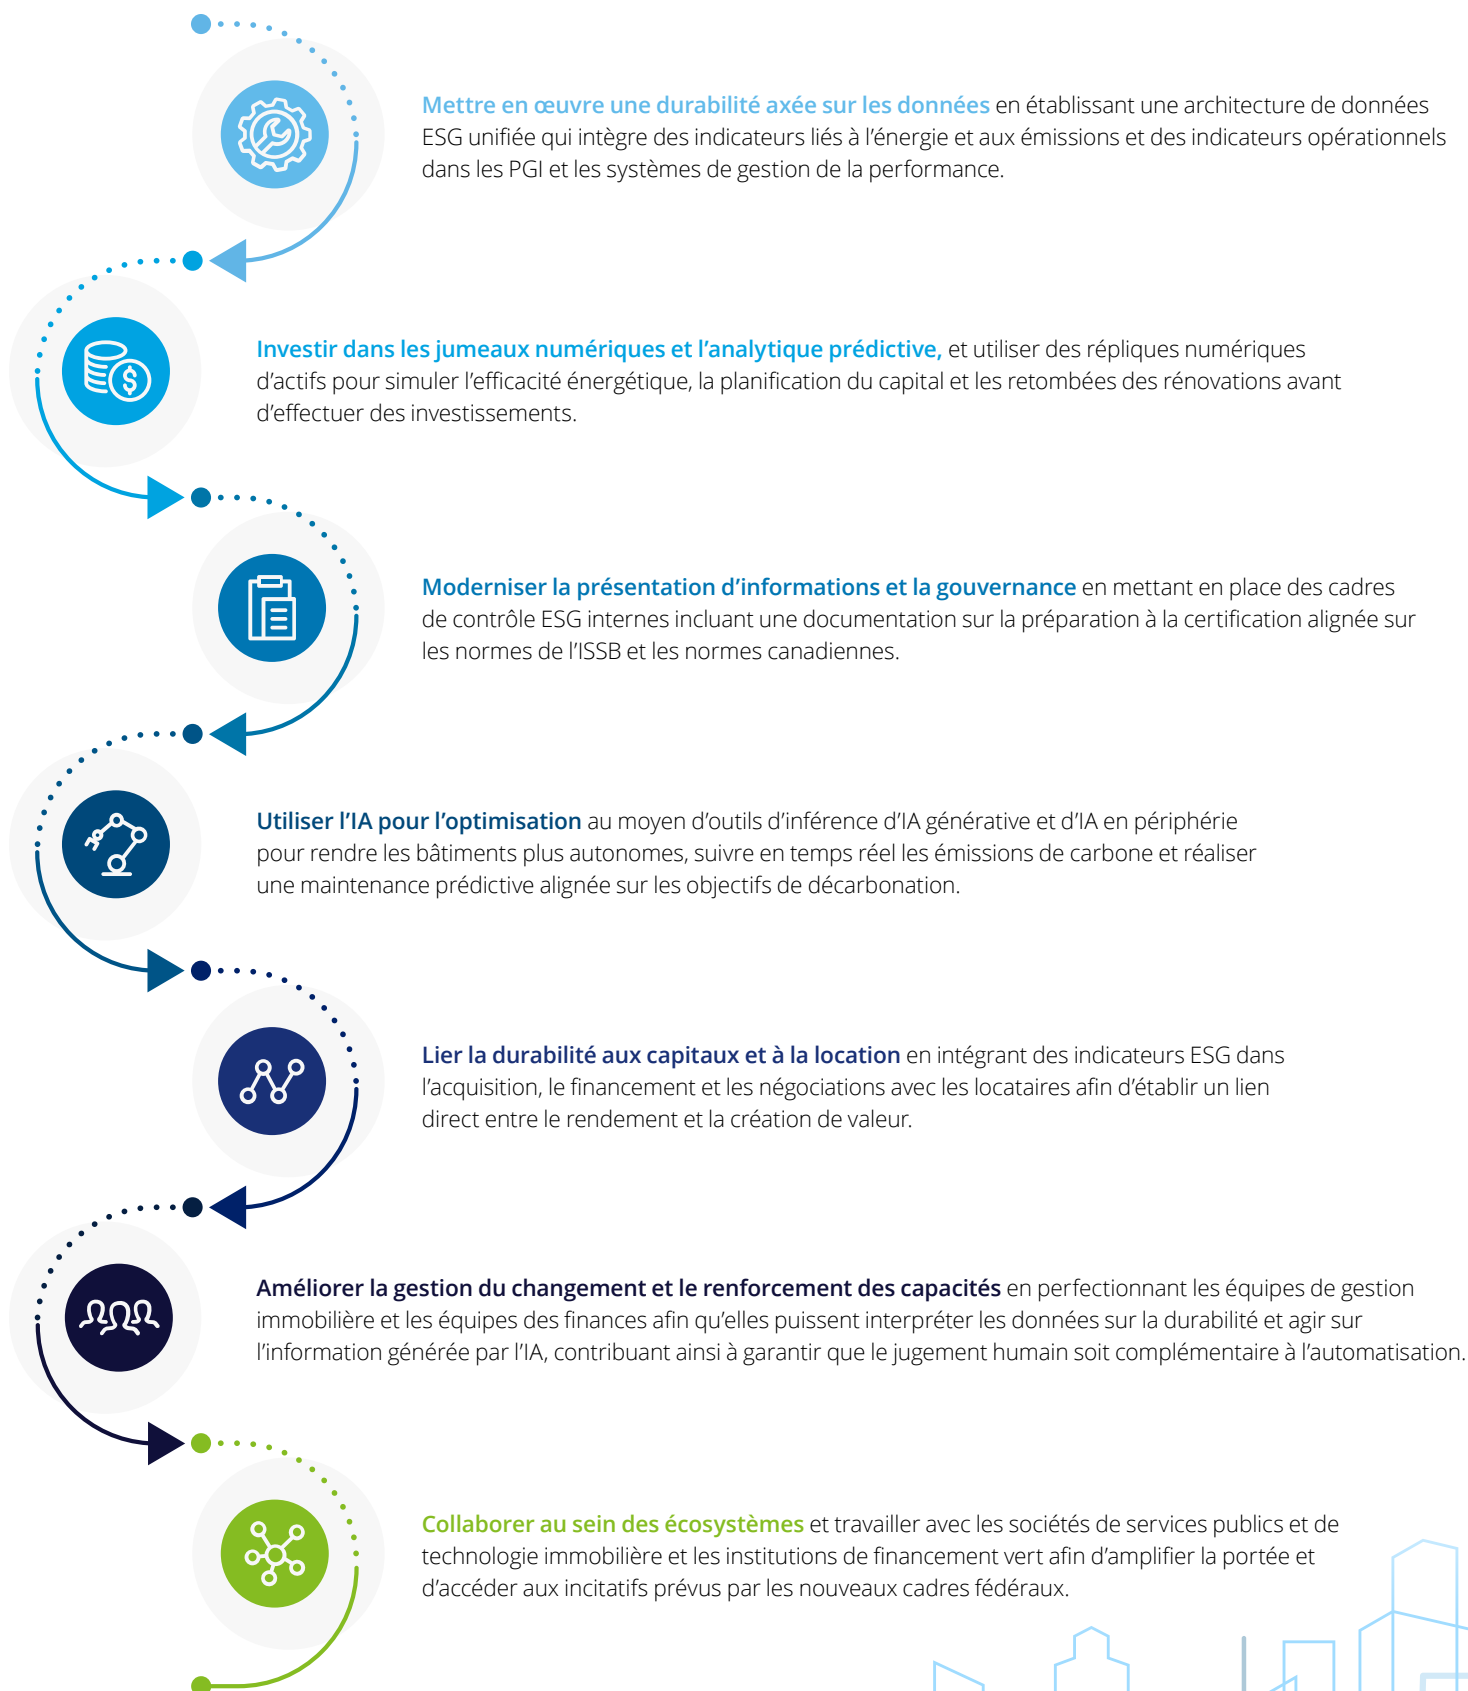 Mettre en œuvre une durabilité axée sur les données en établissant une architecture de données
ESG unifiée qui intègre des indicateurs liés à l’énergie et aux émissions et des indicateurs opérationnels
dans les PGI et les systèmes de gestion de la performance.
Investir dans les jumeaux numériques et l’analytique prédictive, et utiliser des répliques numériques
d’actifs pour simuler l’efficacité énergétique, la planification du capital et les retombées des rénovations avant
d’effectuer des investissements.
Moderniser la présentation d’informations et la gouvernance en mettant en place des cadres
de contrôle ESG internes incluant une documentation sur la préparation à la certification alignée sur
les normes de l’ISSB et les normes canadiennes.
Utiliser l’IA pour l’optimisation au moyen d’outils d’inférence d’IA générative et d’IA en périphérie
pour rendre les bâtiments plus autonomes, suivre en temps réel les émissions de carbone et réaliser
une maintenance prédictive alignée sur les objectifs de décarbonation.
Lier la durabilité aux capitaux et à la location en intégrant des indicateurs ESG dans
l’acquisition, le financement et les négociations avec les locataires afin d’établir un lien
direct entre le rendement et la création de valeur.
Améliorer la gestion du changement et le renforcement des capacités en perfectionnant les équipes de gestion
immobilière et les équipes des finances afin qu’elles puissent interpréter les données sur la durabilité et agir sur
l’information générée par l’IA, contribuant ainsi à garantir que le jugement humain soit complémentaire à l’automatisation.
Collaborer au sein des écosystèmes et travailler avec les sociétés de services publics et de
technologie immobilière et les institutions de financement vert afin d’amplifier la portée et
d’accéder aux incitatifs prévus par les nouveaux cadres fédéraux.